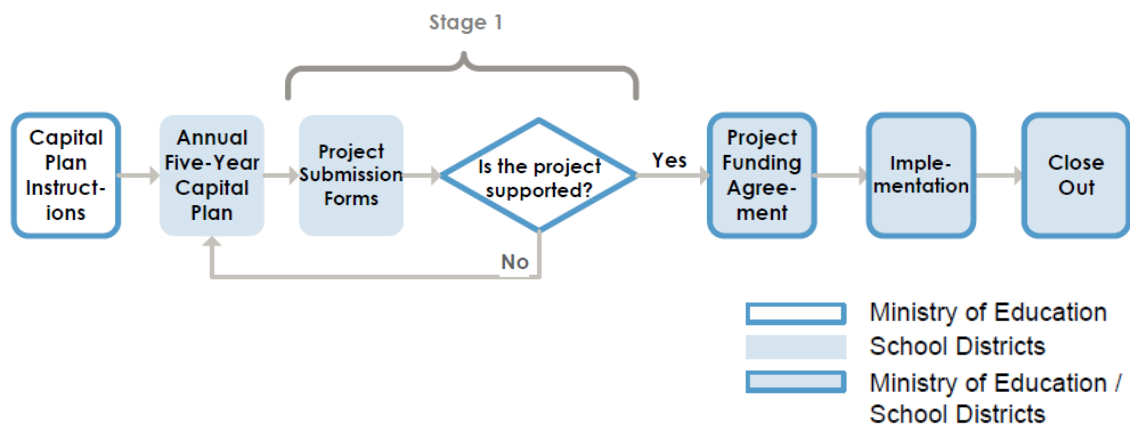 Stage 1
Capital
Plan
Instruct-
ions
Annual
Five-Year
Capital
Plan
Project
Submission
Forms
Is the project
supported?
Yes
No
Project
Funding
Agree-
ment
Imple-
mentation
Close
Out
Ministry of Education
School Districts
Ministry of Education /
School Districts